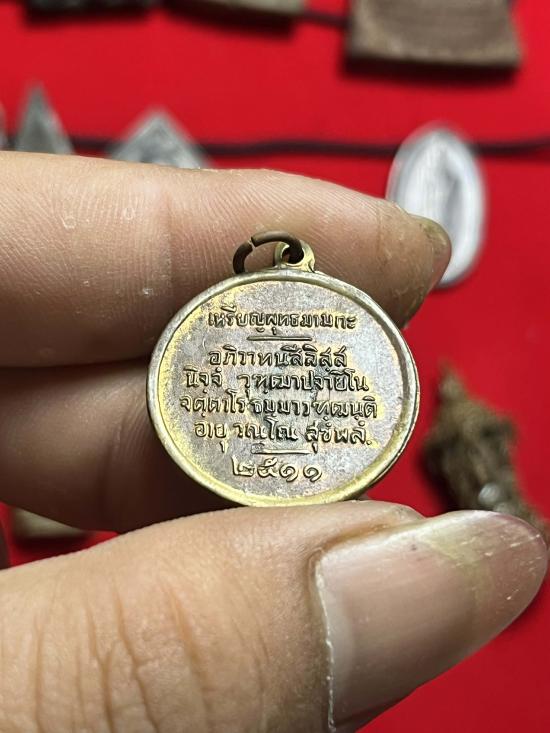 เหรียญพุทธมามกะ
อภิวาทนสีลิสฺส
นิจฺจํ วุฑฺฒาปจายิโน
จตฺตาโร ธมฺมา วฑฺฒนฺติ
อายุ วณฺโณ สุขํ พลํ.
๒๕๑๑